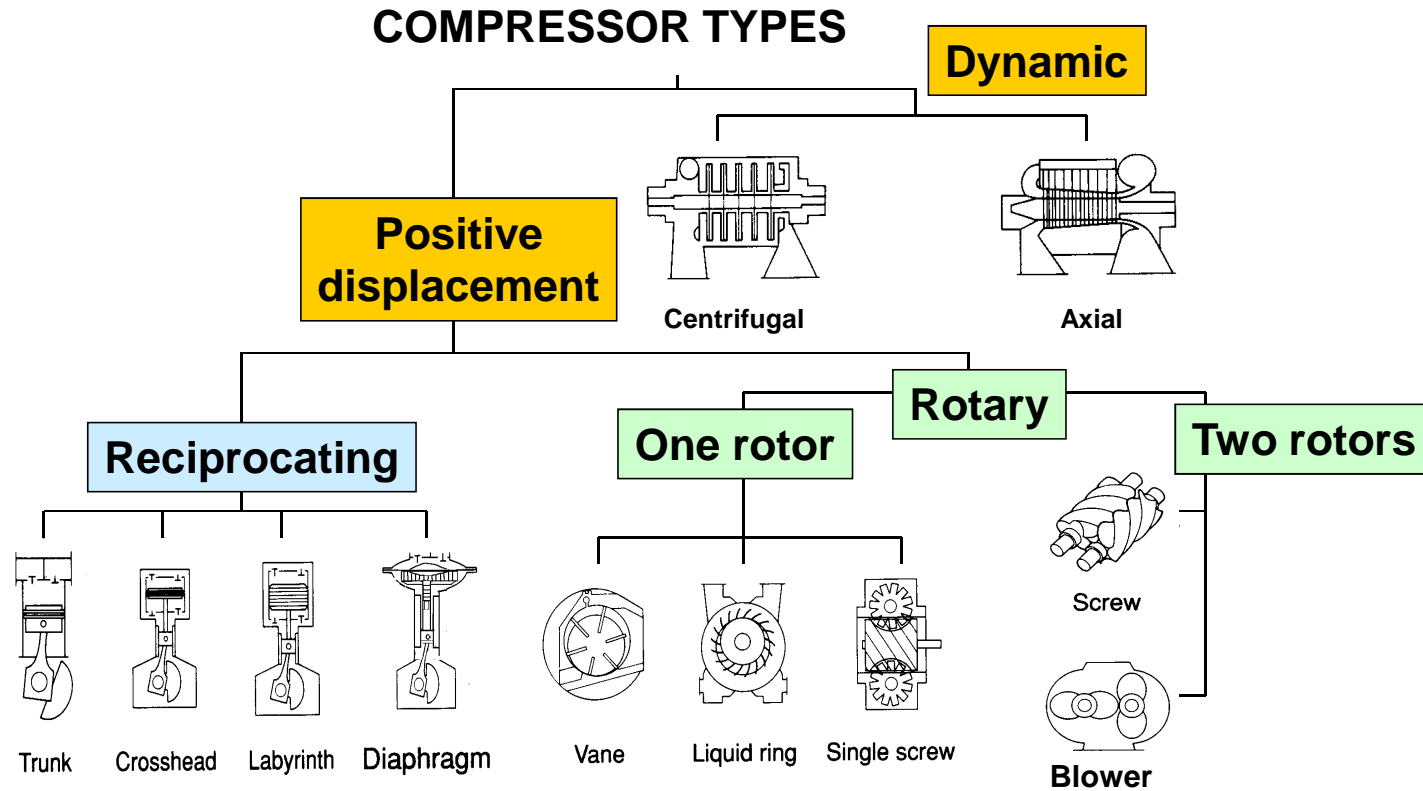 COMPRESSOR TYPES
Dynamic
Positive
displacement
Centrifugal
Axial
Rotary
Reciprocating
One rotor
Two rotors
Screw
Trunk
Crosshead
Labyrinth
Diaphragm
Vane
Liquid ring
Single screw
Blower